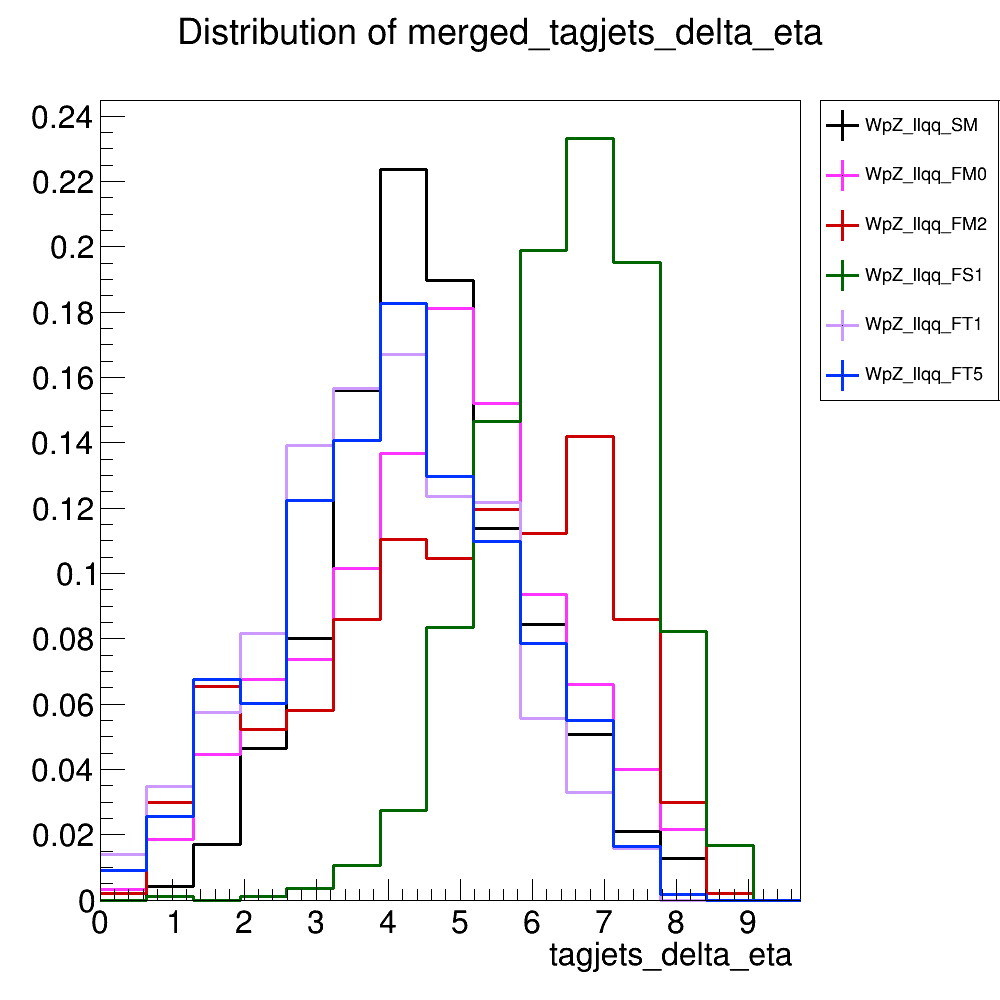 Distribution of merged_tagjets_delta_eta
0.24
0.22
0.2
0.18
0.16
0.14
0.12
0.1
0.08
0.06
0.04
0.02
0
0 1 2 3 4 5 6 7 8 9
tagjets_delta_eta
WpZ_llqq_SM
WpZ_llqq_FM0
WpZ_llqq_FM2
WpZ_llqq_FS1
WpZ_llqq_FT1
WpZ_llqq_FT5